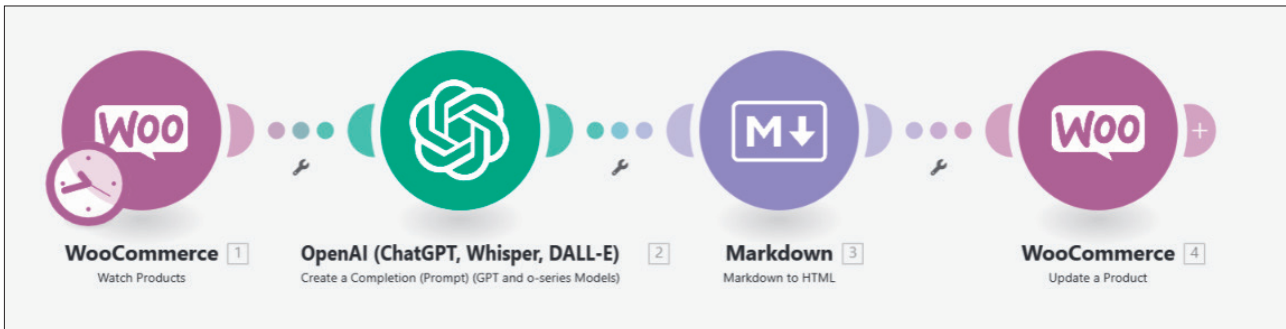 WOO
M
WOO
+
WooCommerce 1
Watch Products
OpenAI (ChatGPT, Whisper, DALL-E) 2
Create a Completion (Prompt) (GPT and o-series Models)
Markdown 3
Markdown to HTML
WooCommerce 4
Update a Product